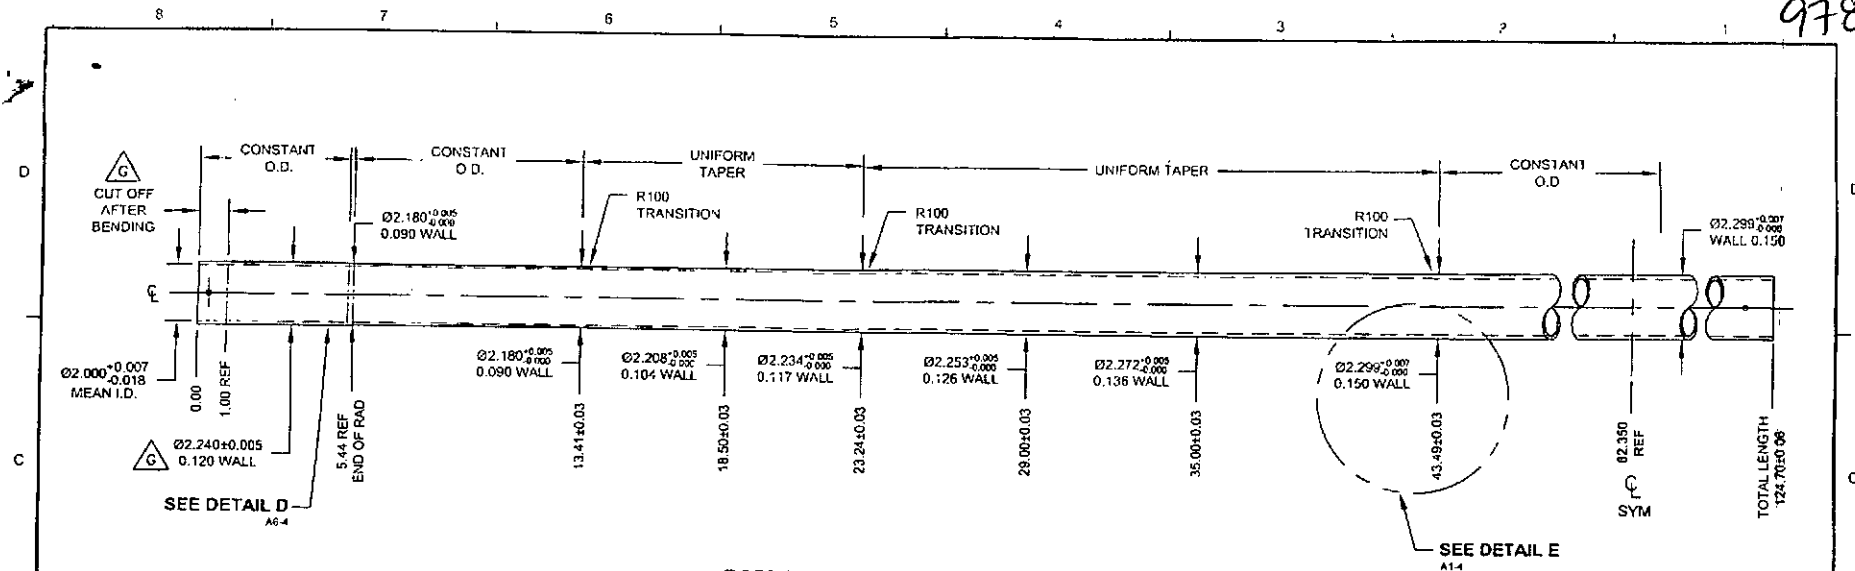 978
8 7 6 5 4 3 2 1
D
G
CUT OFF
AFTER
BENDING
CONSTANT
O.D.
CONSTANT
O.D.
UNIFORM
TAPER
UNIFORM TAPER
CONSTANT
O.D
Ø2.180 +0.005 -0.000
0.090 WALL
R100
TRANSITION
R100
TRANSITION
R100
TRANSITION
Ø2.299 +0.007 -0.000
WALL 0.150
℄
Ø2.000 +0.007 -0.018
MEAN I.D.
0.00
1.00 REF
G
Ø2.240±0.005
0.120 WALL
5.44 REF
END OF RAD
Ø2.180 +0.005 -0.000
0.090 WALL
13.41±0.03
Ø2.208 +0.005 -0.000
0.104 WALL
18.50±0.03
Ø2.234 +0.005 -0.000
0.117 WALL
23.24±0.03
Ø2.253 +0.005 -0.000
0.126 WALL
29.00±0.03
Ø2.272 +0.005 -0.000
0.136 WALL
35.00±0.03
Ø2.299 +0.007 -0.000
0.150 WALL
43.49±0.03
62.350
REF
℄
SYM
TOTAL LENGTH
124.70±0.06
C
SEE DETAIL D
A6-4
SEE DETAIL E
A1-4